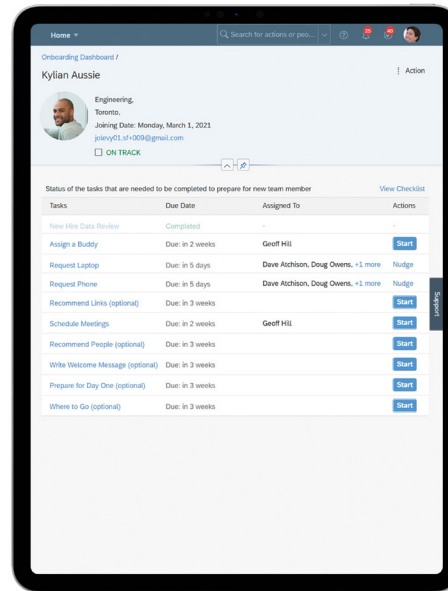 Home
Search for actions or peo...
25
40
Onboarding Dashboard /
Kylian Aussie
Action
Engineering,
Toronto,
Joining Date: Monday, March 1, 2021
jolevy01.sf+009@gmail.com
ON TRACK
Status of the tasks that are needed to be completed to prepare for new team member View Checklist
Tasks Due Date Assigned To Actions
New Hire Data Review Completed - -
Assign a Buddy Due: in 2 weeks Geoff Hill Start
Request Laptop Due: in 5 days Dave Atchison, Doug Owens, +1 more Nudge
Request Phone Due: in 5 days Dave Atchison, Doug Owens, +1 more Nudge
Recommend Links (optional) Due: in 3 weeks Start
Schedule Meetings Due: in 2 weeks Geoff Hill Start
Recommend People (optional) Due: in 3 weeks Start
Write Welcome Message (optional) Due: in 3 weeks Start
Prepare for Day One (optional) Due: in 3 weeks Start
Where to Go (optional) Due: in 3 weeks Start
Support